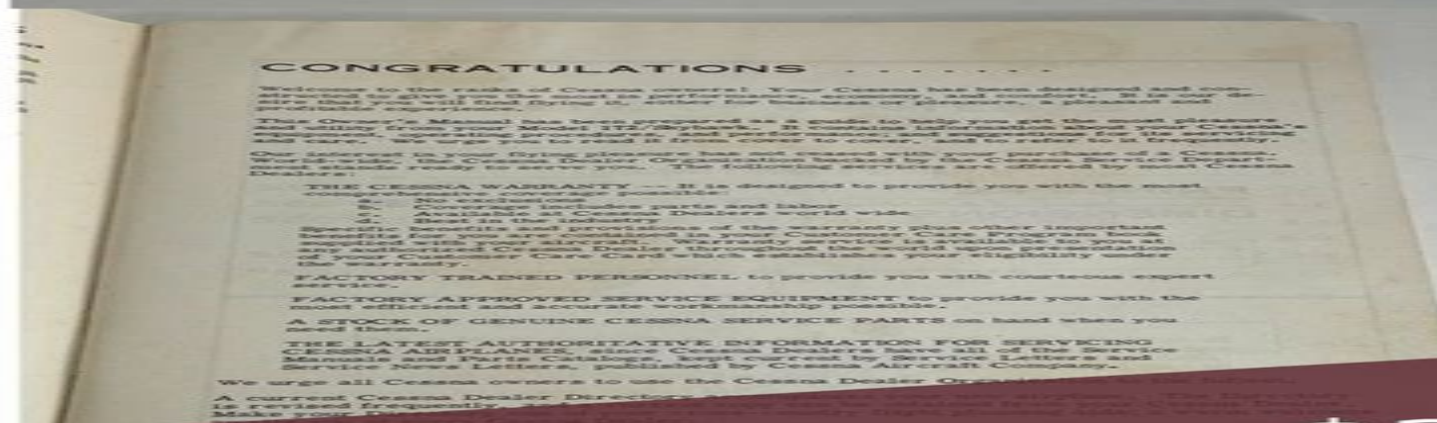 CONGRATULATIONS . . . . . . .
Welcome to the ranks of Cessna owners! Your Cessna has been designed and con-
structed to give you the most in performance, economy, and comfort. It is our de-
sire that you will find flying it, either for business or pleasure, a pleasant and
profitable experience.
This Owner's Manual has been prepared as a guide to help you get the most pleasure
and utility from your Model 172/Skyhawk. It contains information about your Cessna's
equipment, operating procedures, and performance; and suggestions for its servicing
and care. We urge you to read it from cover to cover, and to refer to it frequently.
Our interest in your flying pleasure has not ceased with your purchase of a Cessna.
World-wide, the Cessna Dealer Organization backed by the Cessna Service Depart-
ment stands ready to serve you. The following services are offered by most Cessna
Dealers:
THE CESSNA WARRANTY -- It is designed to provide you with the most
comprehensive coverage possible:
a. No exclusions
b. Coverage includes parts and labor
c. Available at Cessna Dealers world wide
d. Best in the industry
Specific benefits and provisions of the warranty plus other important
benefits for you are contained in your Customer Care Program book
supplied with your aircraft. Warranty service is available to you at
any authorized Cessna Dealer throughout the world upon presentation
of your Customer Care Card which establishes your eligibility under
the warranty.
FACTORY TRAINED PERSONNEL to provide you with courteous expert
service.
FACTORY APPROVED SERVICE EQUIPMENT to provide you with the
most efficient and accurate workmanship possible.
A STOCK OF GENUINE CESSNA SERVICE PARTS on hand when you
need them.
THE LATEST AUTHORITATIVE INFORMATION FOR SERVICING
CESSNA AIRPLANES, since Cessna Dealers have all of the Service
Manuals and Parts Catalogs, kept current by Service Letters and
Service News Letters, published by Cessna Aircraft Company.
We urge all Cessna owners to use the Cessna Dealer Organization to the fullest.
A current Cessna Dealer Directory
is revised frequently
Make your